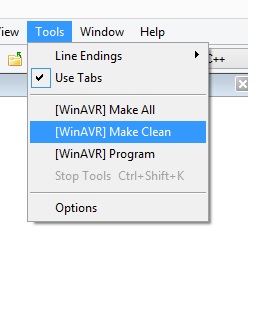 Tools Window Help
C++
Line Endings
Use Tabs
[WinAVR] Make All
[WinAVR] Make Clean
[WinAVR] Program
Stop Tools Ctrl+Shift+K
Options